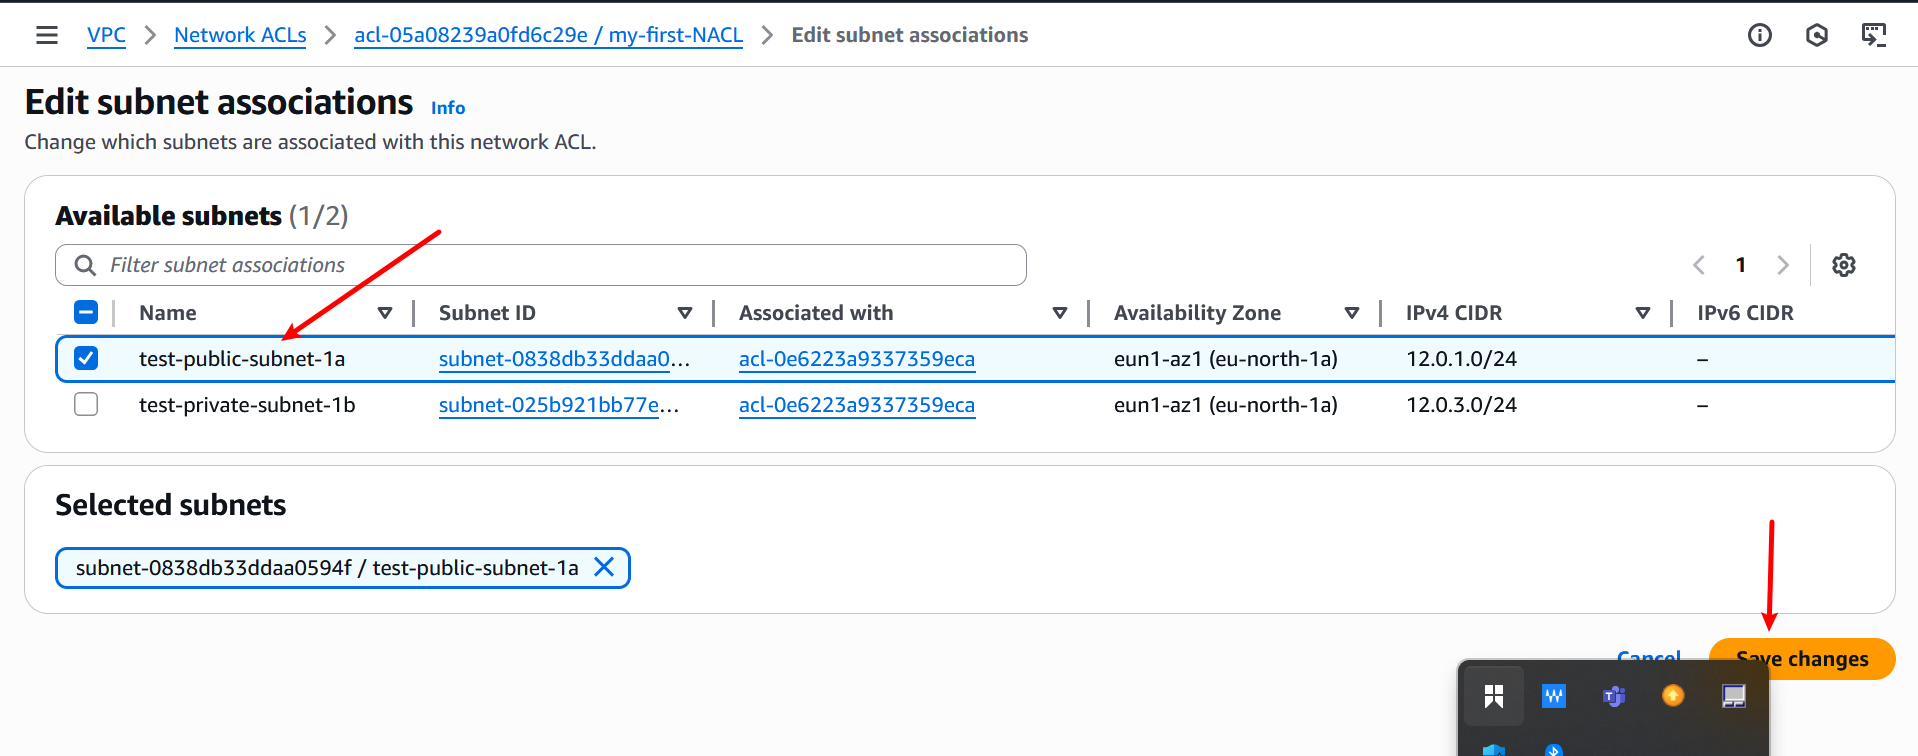 VPC > Network ACLs > acl-05a08239a0fd6c29e / my-first-NACL > Edit subnet associations
Edit subnet associations Info
Change which subnets are associated with this network ACL.
Available subnets (1/2)
Filter subnet associations
1
Name Subnet ID Associated with Availability Zone IPv4 CIDR IPv6 CIDR
test-public-subnet-1a subnet-0838db33ddaa0... acl-0e6223a9337359eca eun1-az1 (eu-north-1a) 12.0.1.0/24 –
test-private-subnet-1b subnet-025b921bb77e... acl-0e6223a9337359eca eun1-az1 (eu-north-1a) 12.0.3.0/24 –
Selected subnets
subnet-0838db33ddaa0594f / test-public-subnet-1a
Cancel Save changes